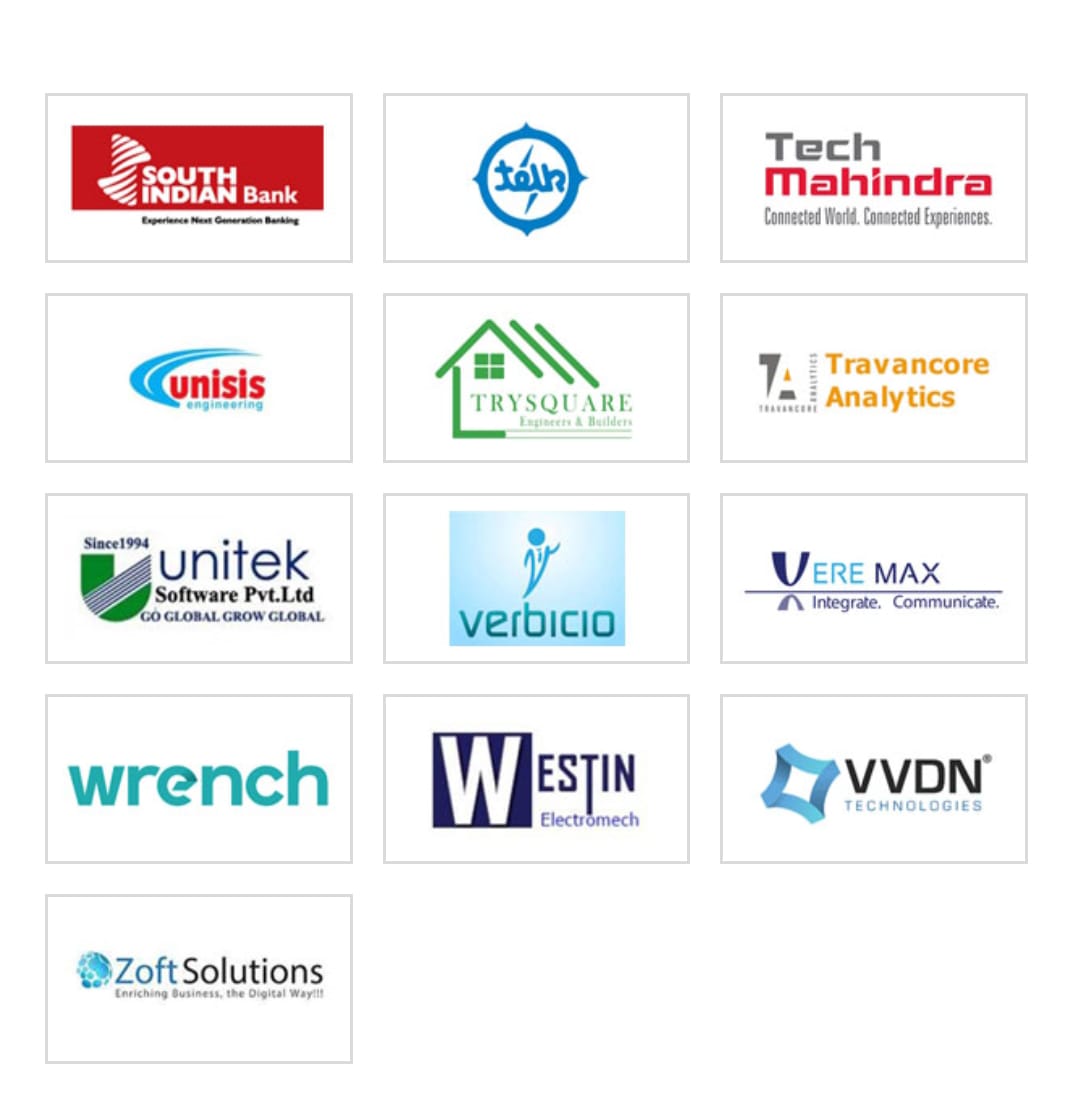 SOUTH
INDIAN Bank
Experience Next Generation Banking
telk
Tech
Mahindra
Connected World. Connected Experiences.
unisis
engineering
TRYSQUARE
Engineers & Builders
TA
TRAVANCORE
ANALYTICS
Travancore
Analytics
Since1994
unitek
Software Pvt.Ltd
GO GLOBAL GROW GLOBAL
verbicio
VERE MAX
Integrate. Communicate.
wrench
WESTIN
Electromech
VVDN®
TECHNOLOGIES
Zoft Solutions
Enriching Business, the Digital Way!!!